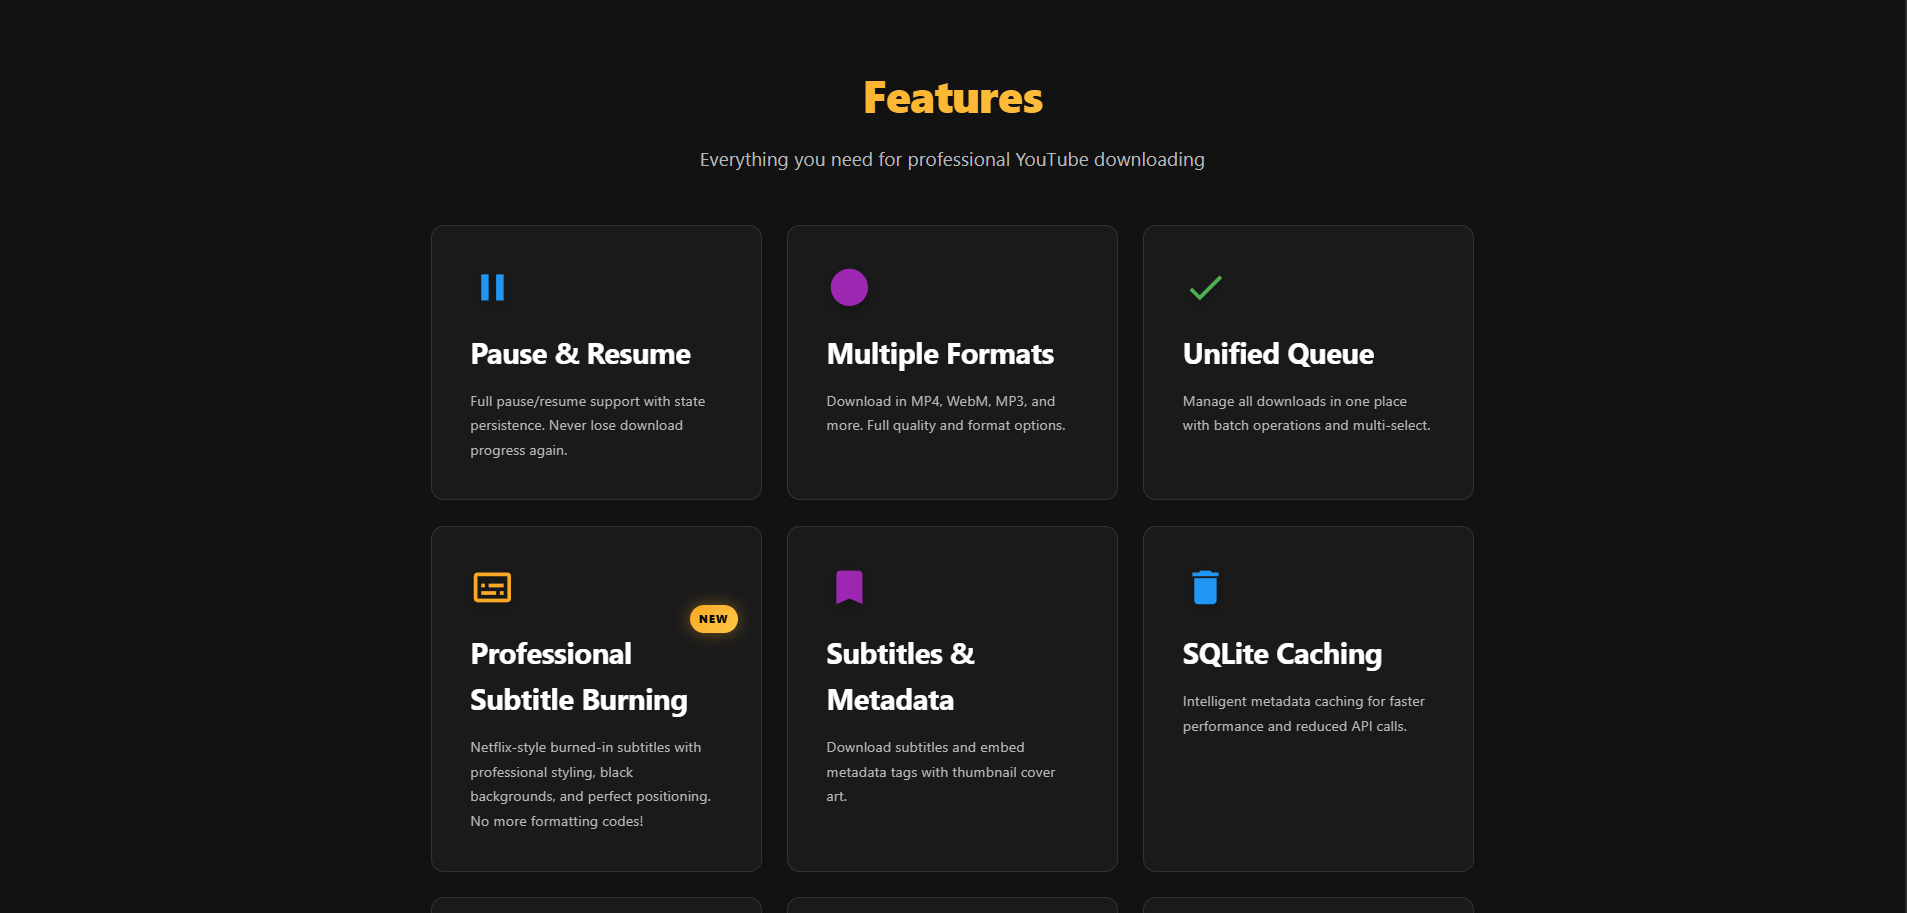 Features
Everything you need for professional YouTube downloading
Pause & Resume
Full pause/resume support with state
persistence. Never lose download
progress again.
Multiple Formats
Download in MP4, WebM, MP3, and
more. Full quality and format options.
Unified Queue
Manage all downloads in one place
with batch operations and multi-select.
NEW
Professional
Subtitle Burning
Netflix-style burned-in subtitles with
professional styling, black
backgrounds, and perfect positioning.
No more formatting codes!
Subtitles &
Metadata
Download subtitles and embed
metadata tags with thumbnail cover
art.
SQLite Caching
Intelligent metadata caching for faster
performance and reduced API calls.